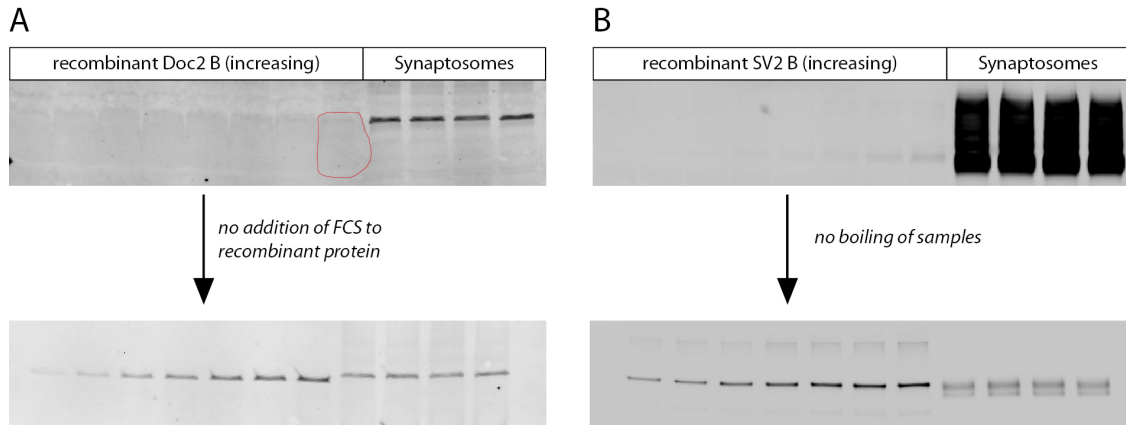 A
recombinant Doc2 B (increasing)
Synaptosomes
no addition of FCS to
recombinant protein
B
recombinant SV2 B (increasing)
Synaptosomes
no boiling of samples